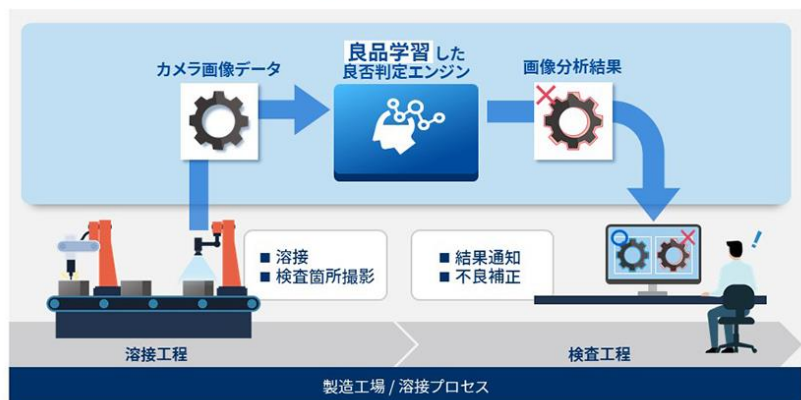 カメラ画像データ
良品学習した
良否判定エンジン
画像分析結果
■ 溶接
■ 検査箇所撮影
■ 結果通知
■ 不良補正
溶接工程
検査工程
製造工場 / 溶接プロセス